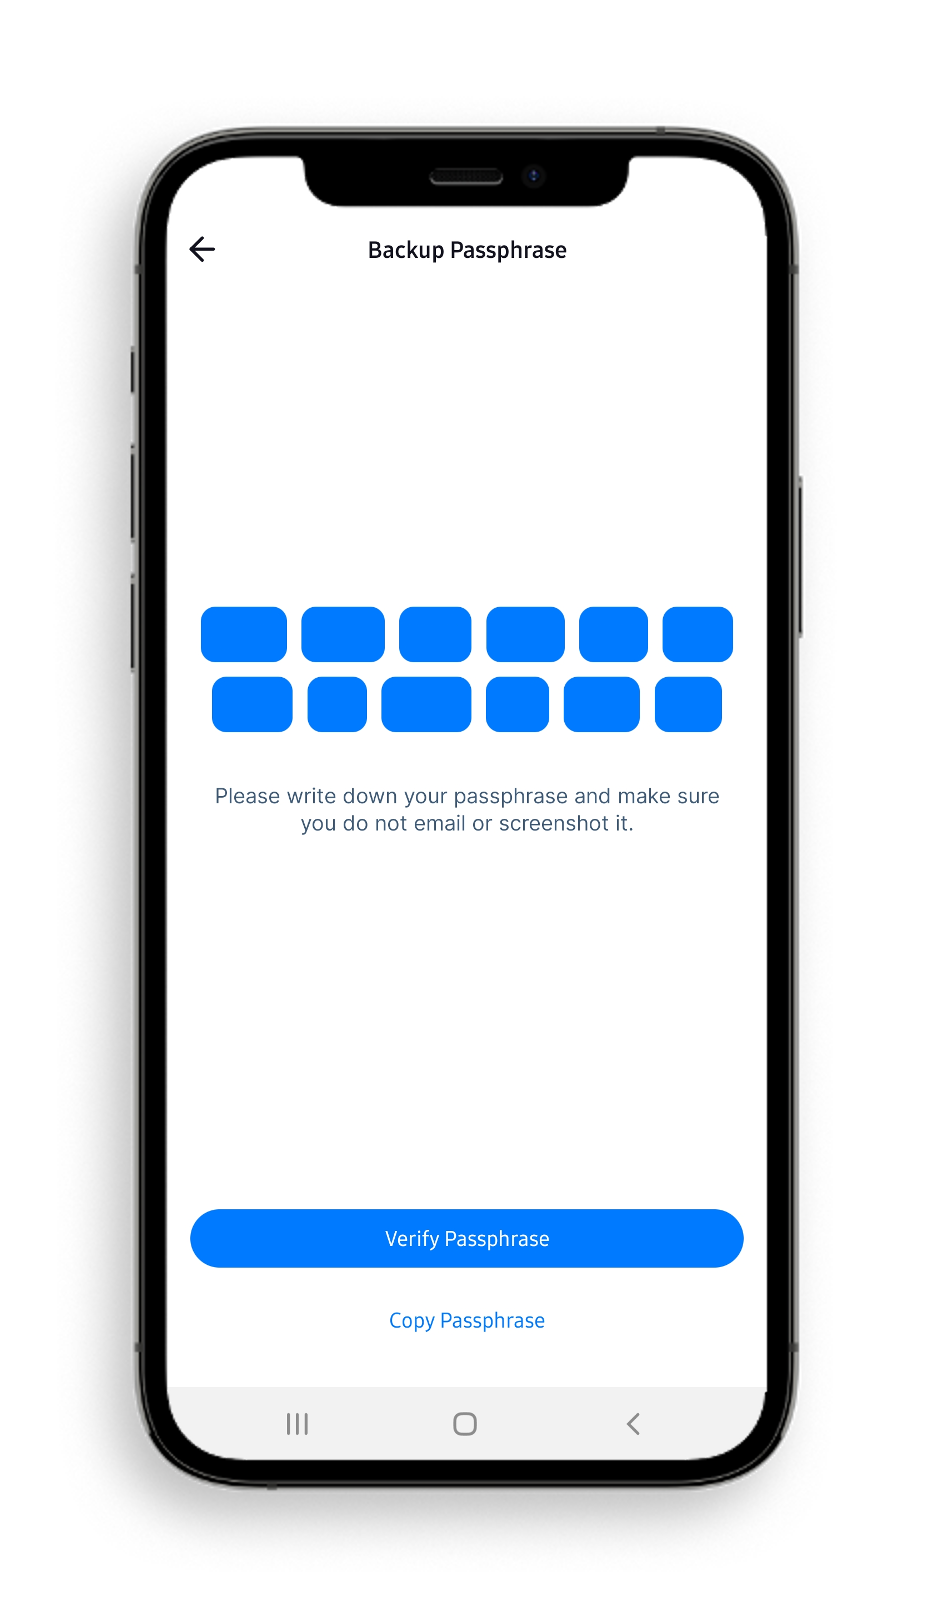 Backup Passphrase
Please write down your passphrase and make sure
you do not email or screenshot it.
Verify Passphrase
Copy Passphrase